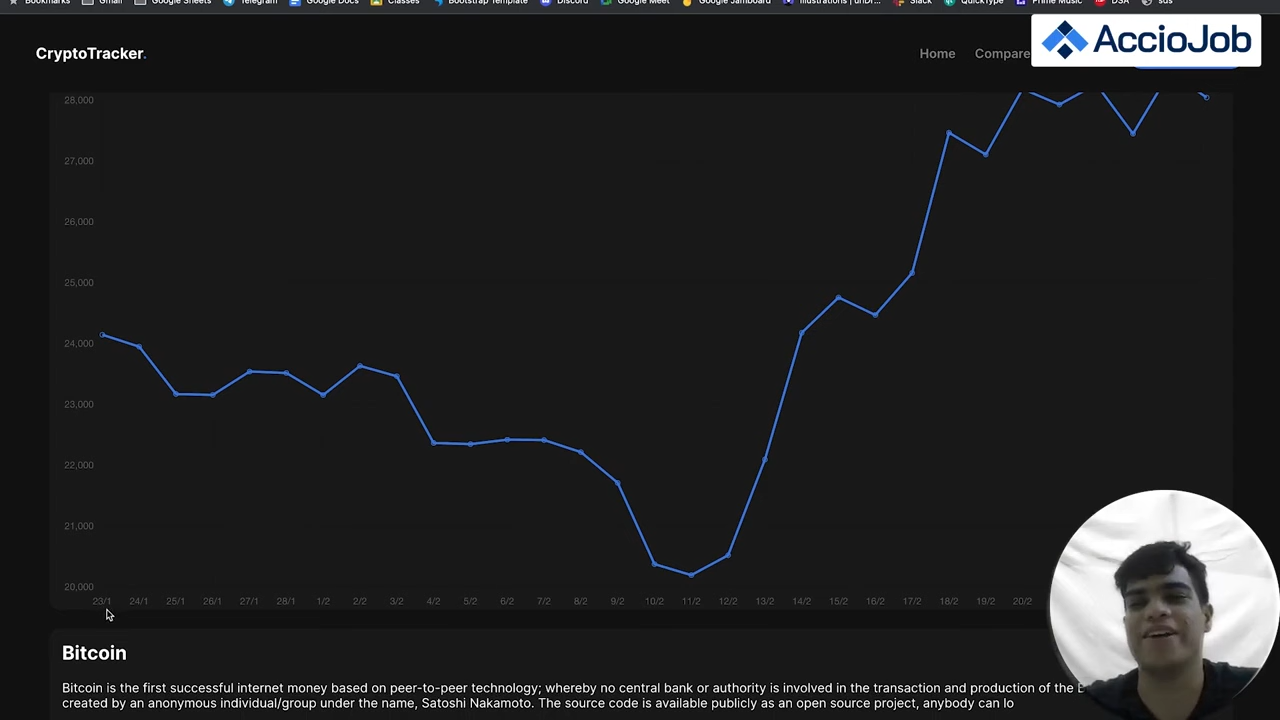 Bookmarks Gmail Google Sheets Telegram Google Docs Classes Bootstrap Template Discord Google Meet Google Jamboard Illustrations | unD!... Slack QuickType Prime Music DSA sds
AccioJob
CryptoTracker.
Home Compare
28,000
27,000
26,000
25,000
24,000
23,000
22,000
21,000
20,000
23/1 24/1 25/1 26/1 27/1 28/1 1/2 2/2 3/2 4/2 5/2 6/2 7/2 8/2 9/2 10/2 11/2 12/2 13/2 14/2 15/2 16/2 17/2 18/2 19/2 20/2
Bitcoin
Bitcoin is the first successful internet money based on peer-to-peer technology; whereby no central bank or authority is involved in the transaction and production of the
created by an anonymous individual/group under the name, Satoshi Nakamoto. The source code is available publicly as an open source project, anybody can lo